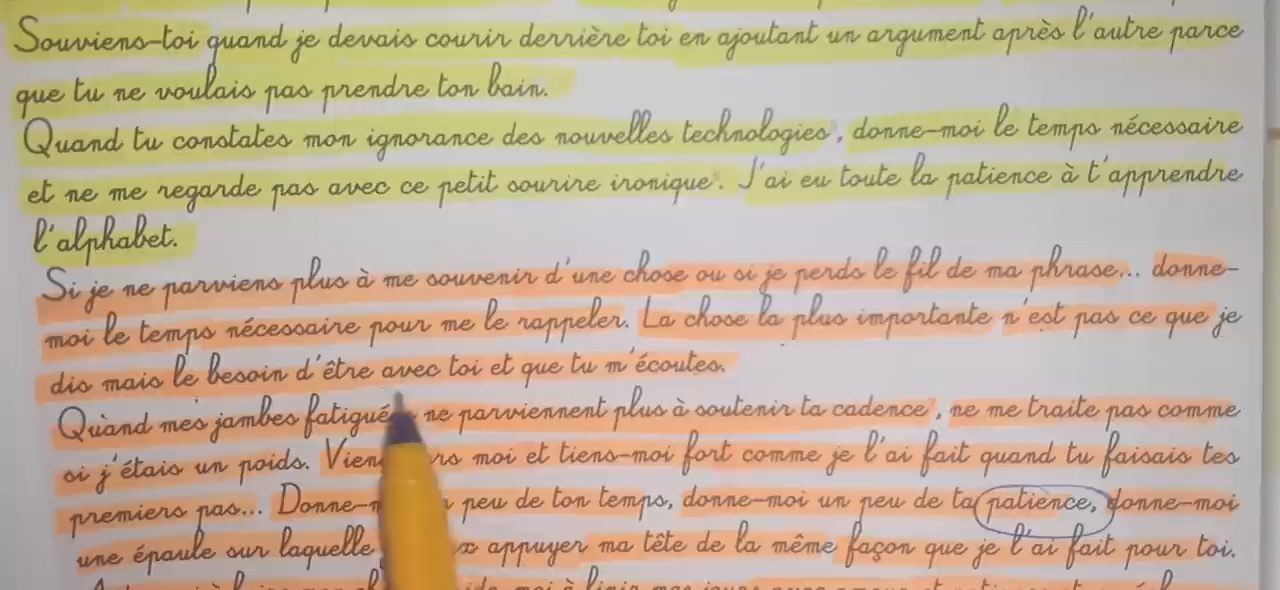 Souviens-toi quand je devais courir derrière toi en ajoutant un argument après l'autre parce
que tu ne voulais pas prendre ton bain.
Quand tu constates mon ignorance des nouvelles technologies, donne-moi le temps nécessaire
et ne me regarde pas avec ce petit sourire ironique. J'ai eu toute la patience à t'apprendre
l'alphabet.
Si je ne parviens plus à me souvenir d'une chose ou si je perds le fil de ma phrase... donne-
moi le temps nécessaire pour me le rappeler. La chose la plus importante n'est pas ce que je
dis mais le besoin d'être avec toi et que tu m'écoutes.
Quand mes jambes fatigué ne parviennent plus à soutenir ta cadence, ne me traite pas comme
si j'étais un poids. Vien rs moi et tiens-moi fort comme je l'ai fait quand tu faisais tes
premiers pas... Donne-m peu de ton temps, donne-moi un peu de ta patience, donne-moi
une épaule sur laquelle x appuyer ma tête de la même façon que je l'ai fait pour toi.